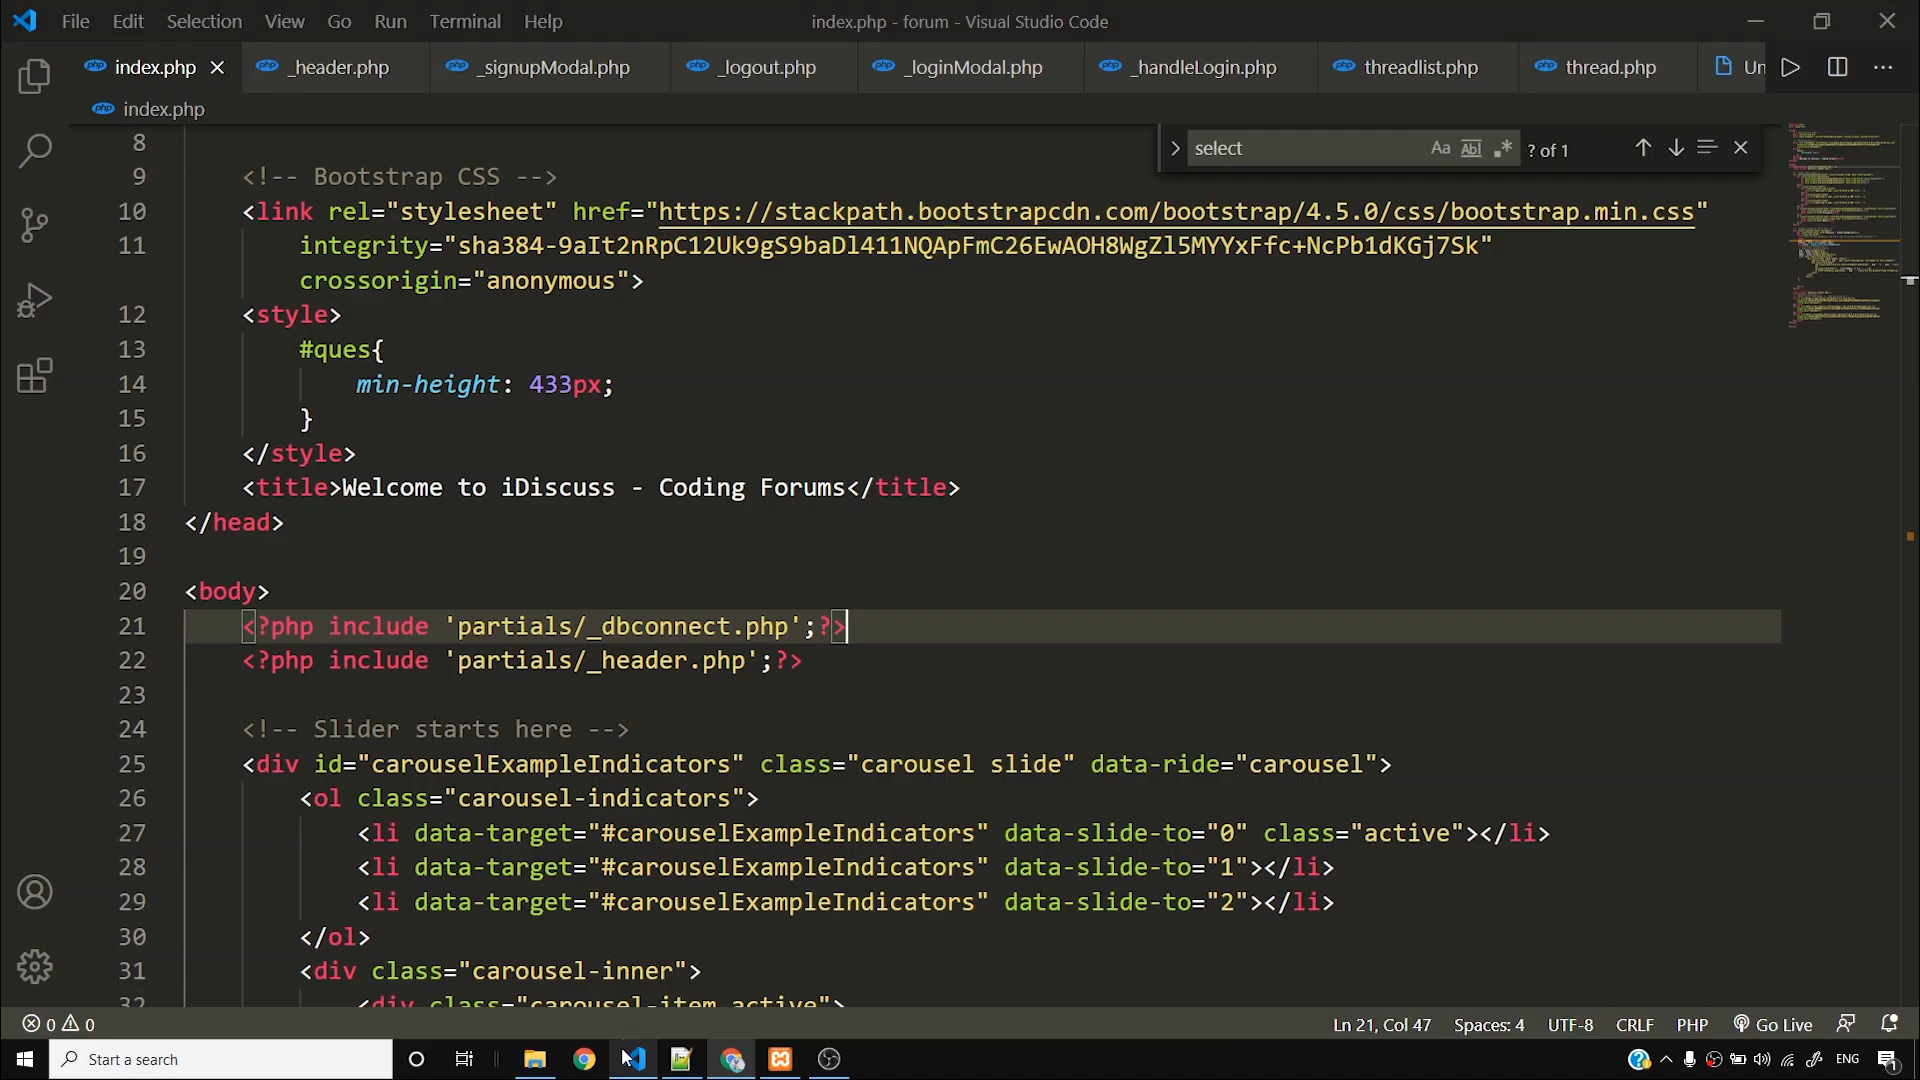 File Edit Selection View Go Run Terminal Help
index.php - forum - Visual Studio Code
index.php _header.php _signupModal.php _logout.php _loginModal.php _handleLogin.php threadlist.php thread.php Un
index.php
select ? of 1
8
9 <!-- Bootstrap CSS -->
10 <link rel="stylesheet" href="https://stackpath.bootstrapcdn.com/bootstrap/4.5.0/css/bootstrap.min.css"
11 integrity="sha384-9aIt2nRpC12Uk9gS9baDl411NQApFmC26EwAOH8WgZl5MYYxFfc+NcPb1dKGj7Sk"
crossorigin="anonymous">
12 <style>
13 #ques{
14 min-height: 433px;
15 }
16 </style>
17 <title>Welcome to iDiscuss - Coding Forums</title>
18 </head>
19
20 <body>
21 <?php include 'partials/_dbconnect.php';?>
22 <?php include 'partials/_header.php';?>
23
24 <!-- Slider starts here -->
25 <div id="carouselExampleIndicators" class="carousel slide" data-ride="carousel">
26 <ol class="carousel-indicators">
27 <li data-target="#carouselExampleIndicators" data-slide-to="0" class="active"></li>
28 <li data-target="#carouselExampleIndicators" data-slide-to="1"></li>
29 <li data-target="#carouselExampleIndicators" data-slide-to="2"></li>
30 </ol>
31 <div class="carousel-inner">
32 <div class="carousel-item active">
0 0 Ln 21, Col 47 Spaces: 4 UTF-8 CRLF PHP Go Live
Start a search ENG